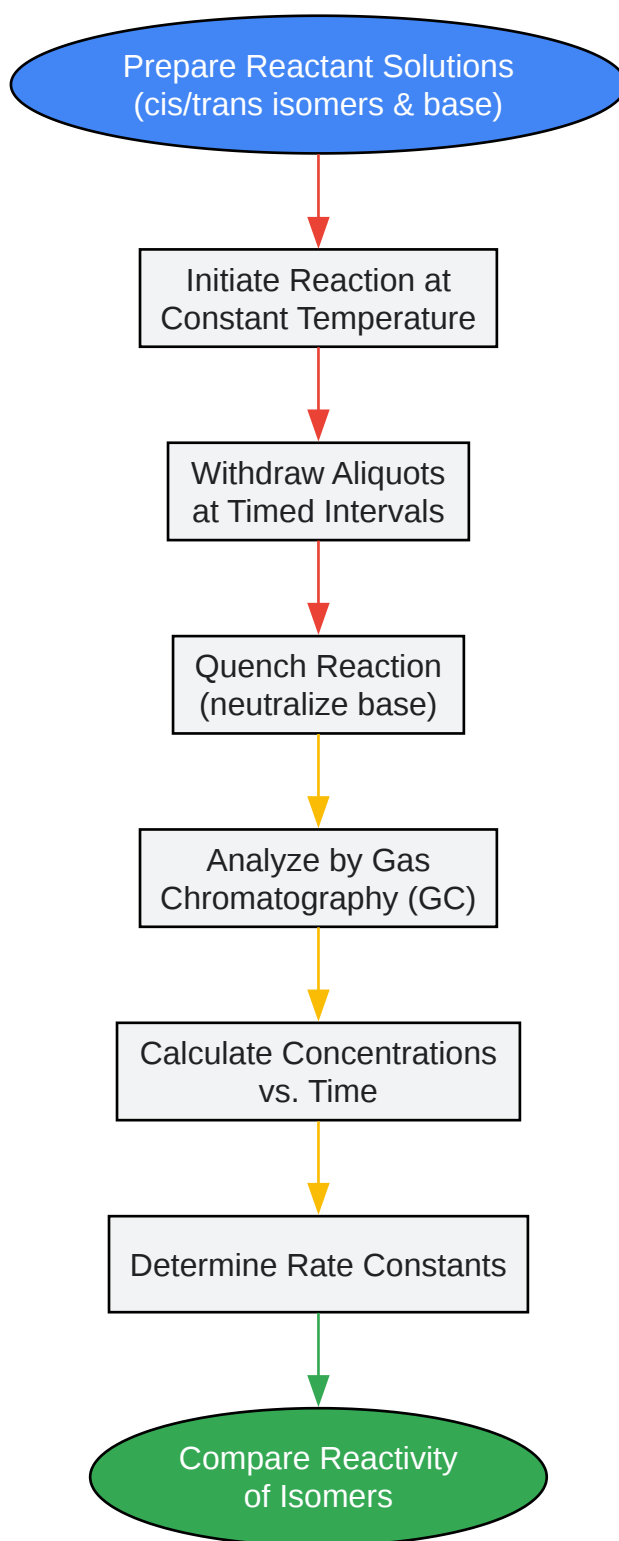 Prepare Reactant Solutions
(cis/trans isomers & base)
Initiate Reaction at
Constant Temperature
Withdraw Aliquots
at Timed Intervals
Quench Reaction
(neutralize base)
Analyze by Gas
Chromatography (GC)
Calculate Concentrations
vs. Time
Determine Rate Constants
Compare Reactivity
of Isomers